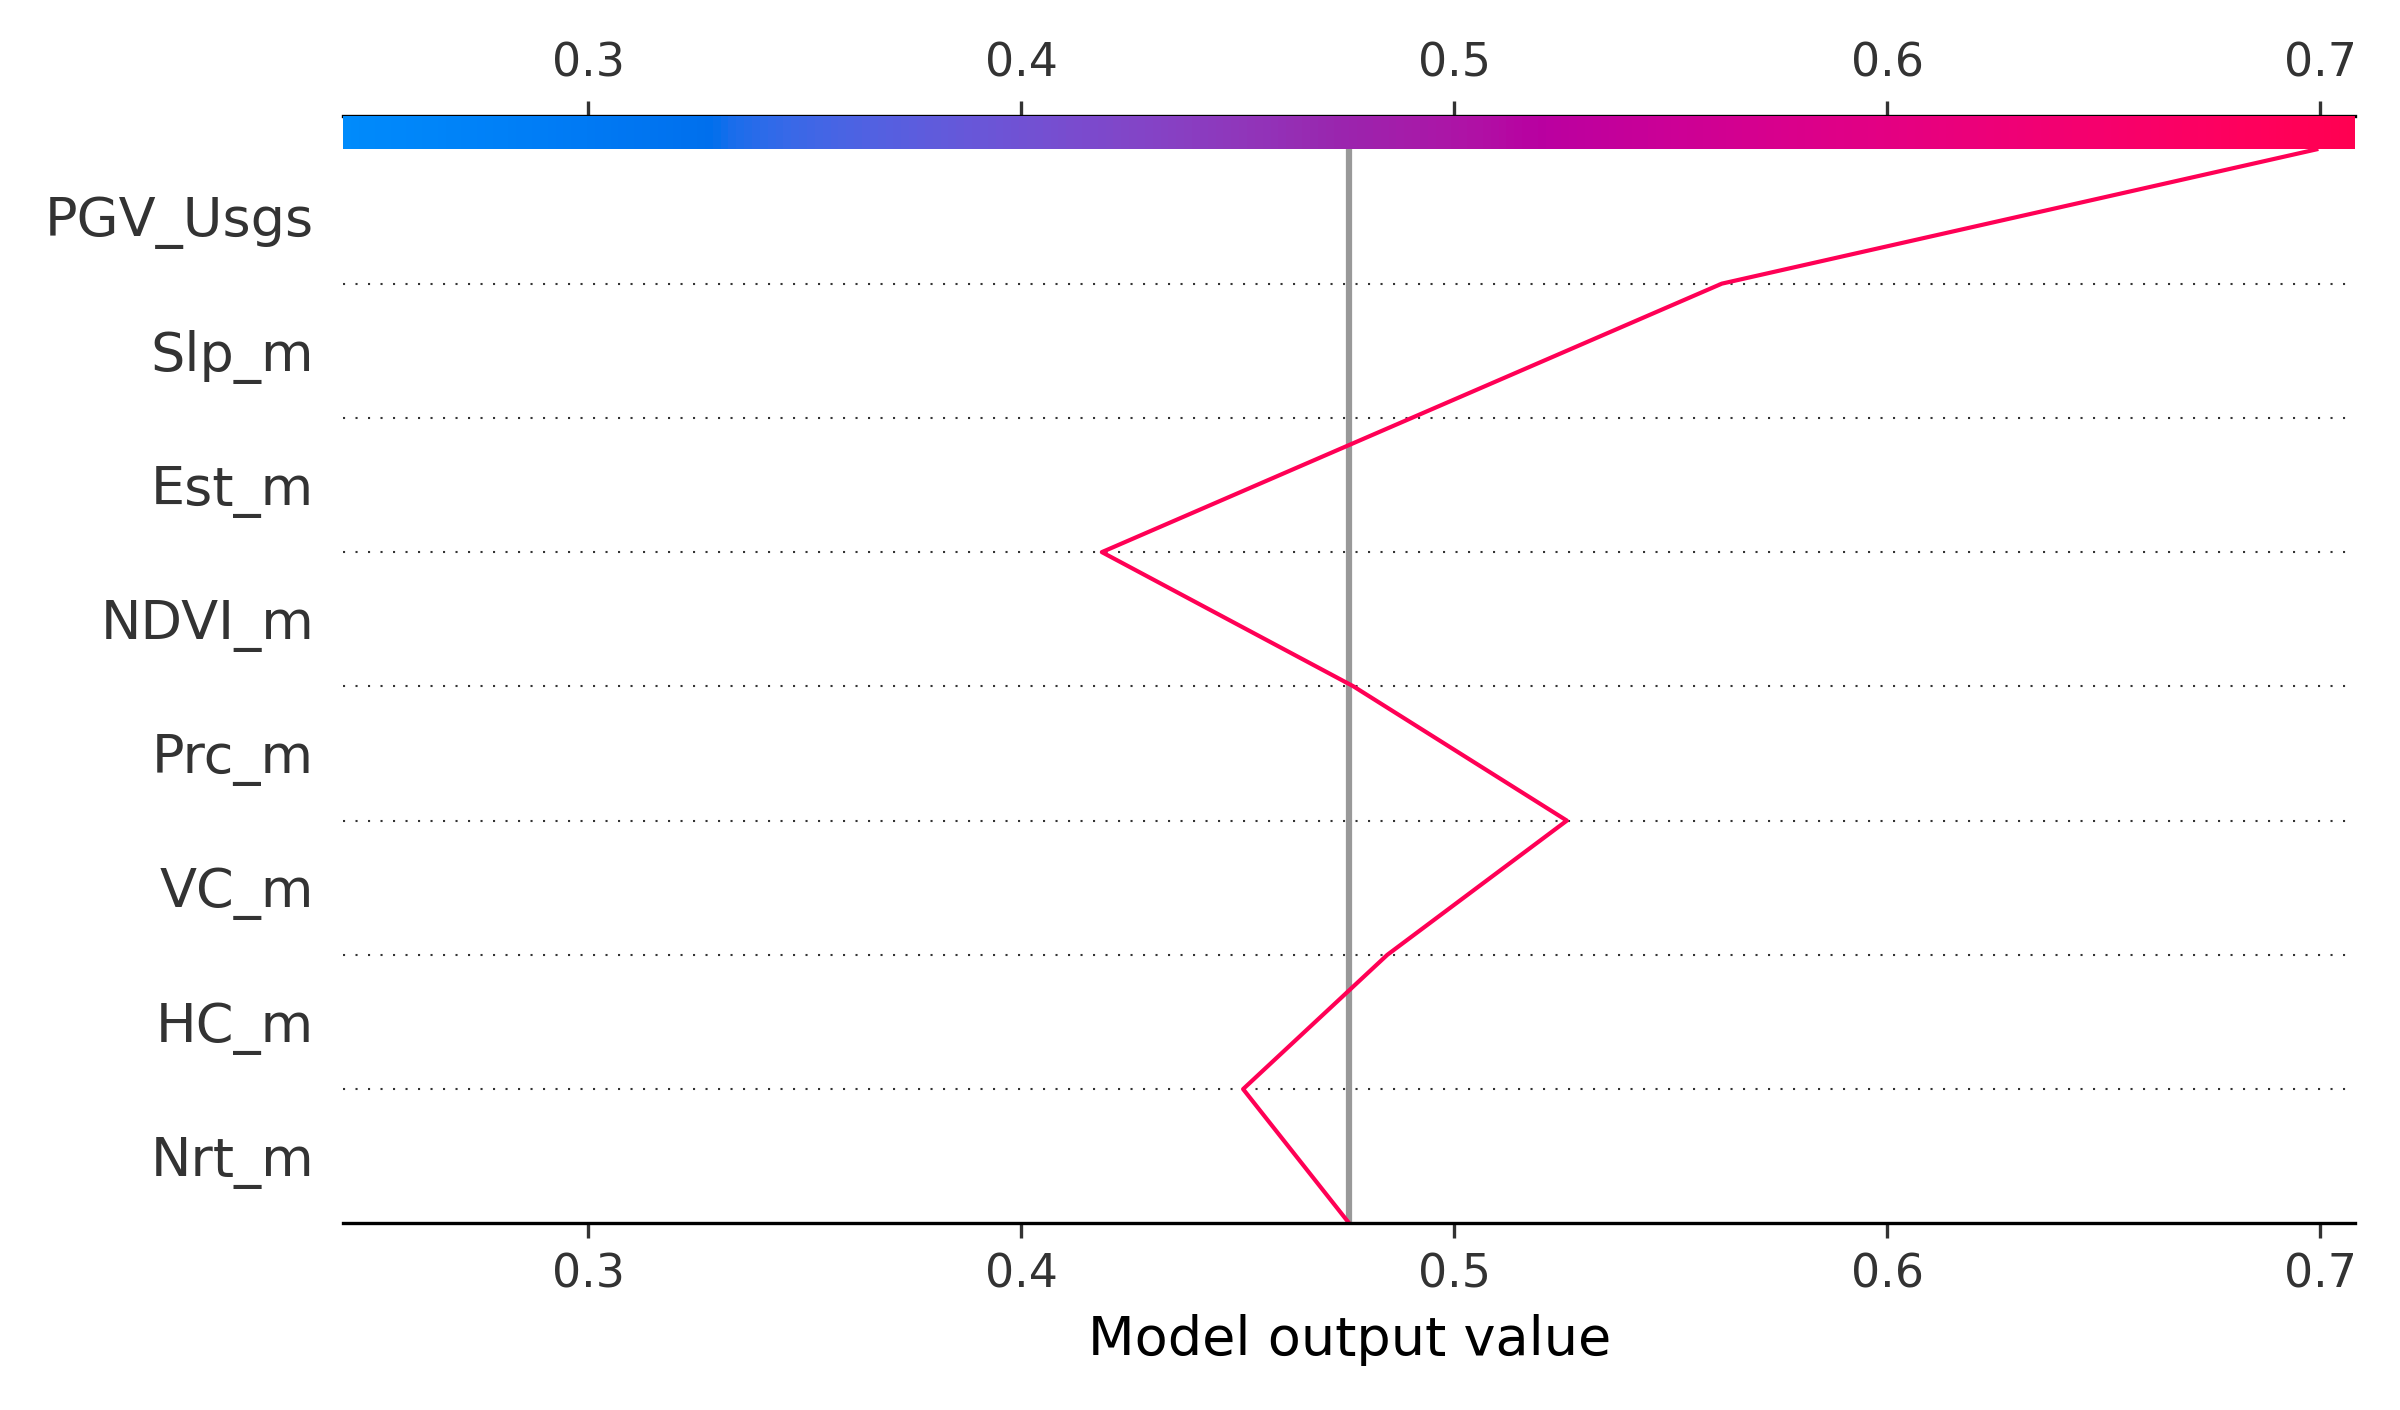 0.3 0.4 0.5 0.6 0.7
PGV_Usgs
Slp_m
Est_m
NDVI_m
Prc_m
VC_m
HC_m
Nrt_m
0.3 0.4 0.5 0.6 0.7
Model output value